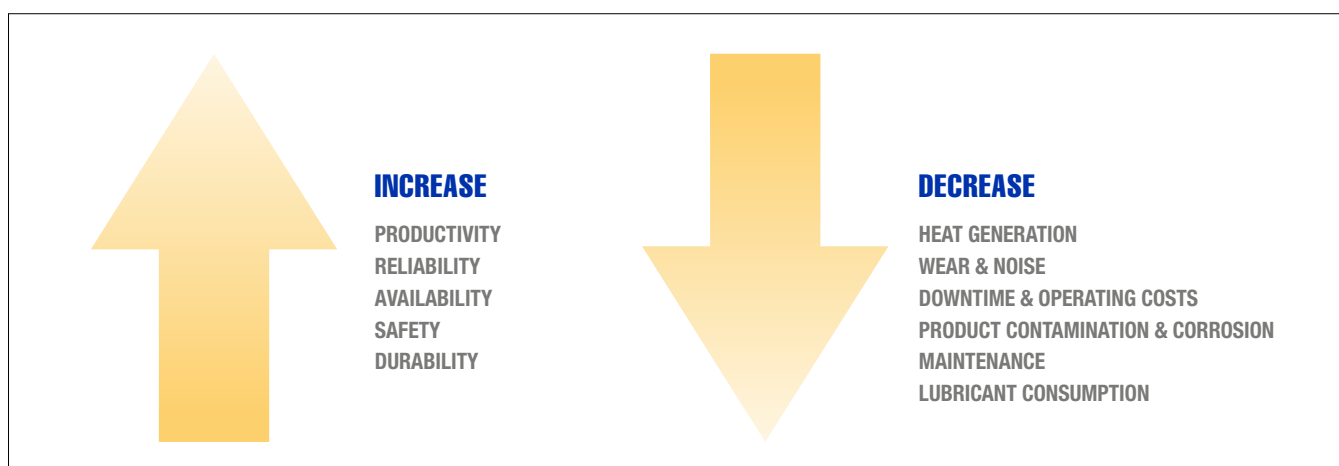 INCREASE
PRODUCTIVITY
RELIABILITY
AVAILABILITY
SAFETY
DURABILITY
DECREASE
HEAT GENERATION
WEAR & NOISE
DOWNTIME & OPERATING COSTS
PRODUCT CONTAMINATION & CORROSION
MAINTENANCE
LUBRICANT CONSUMPTION